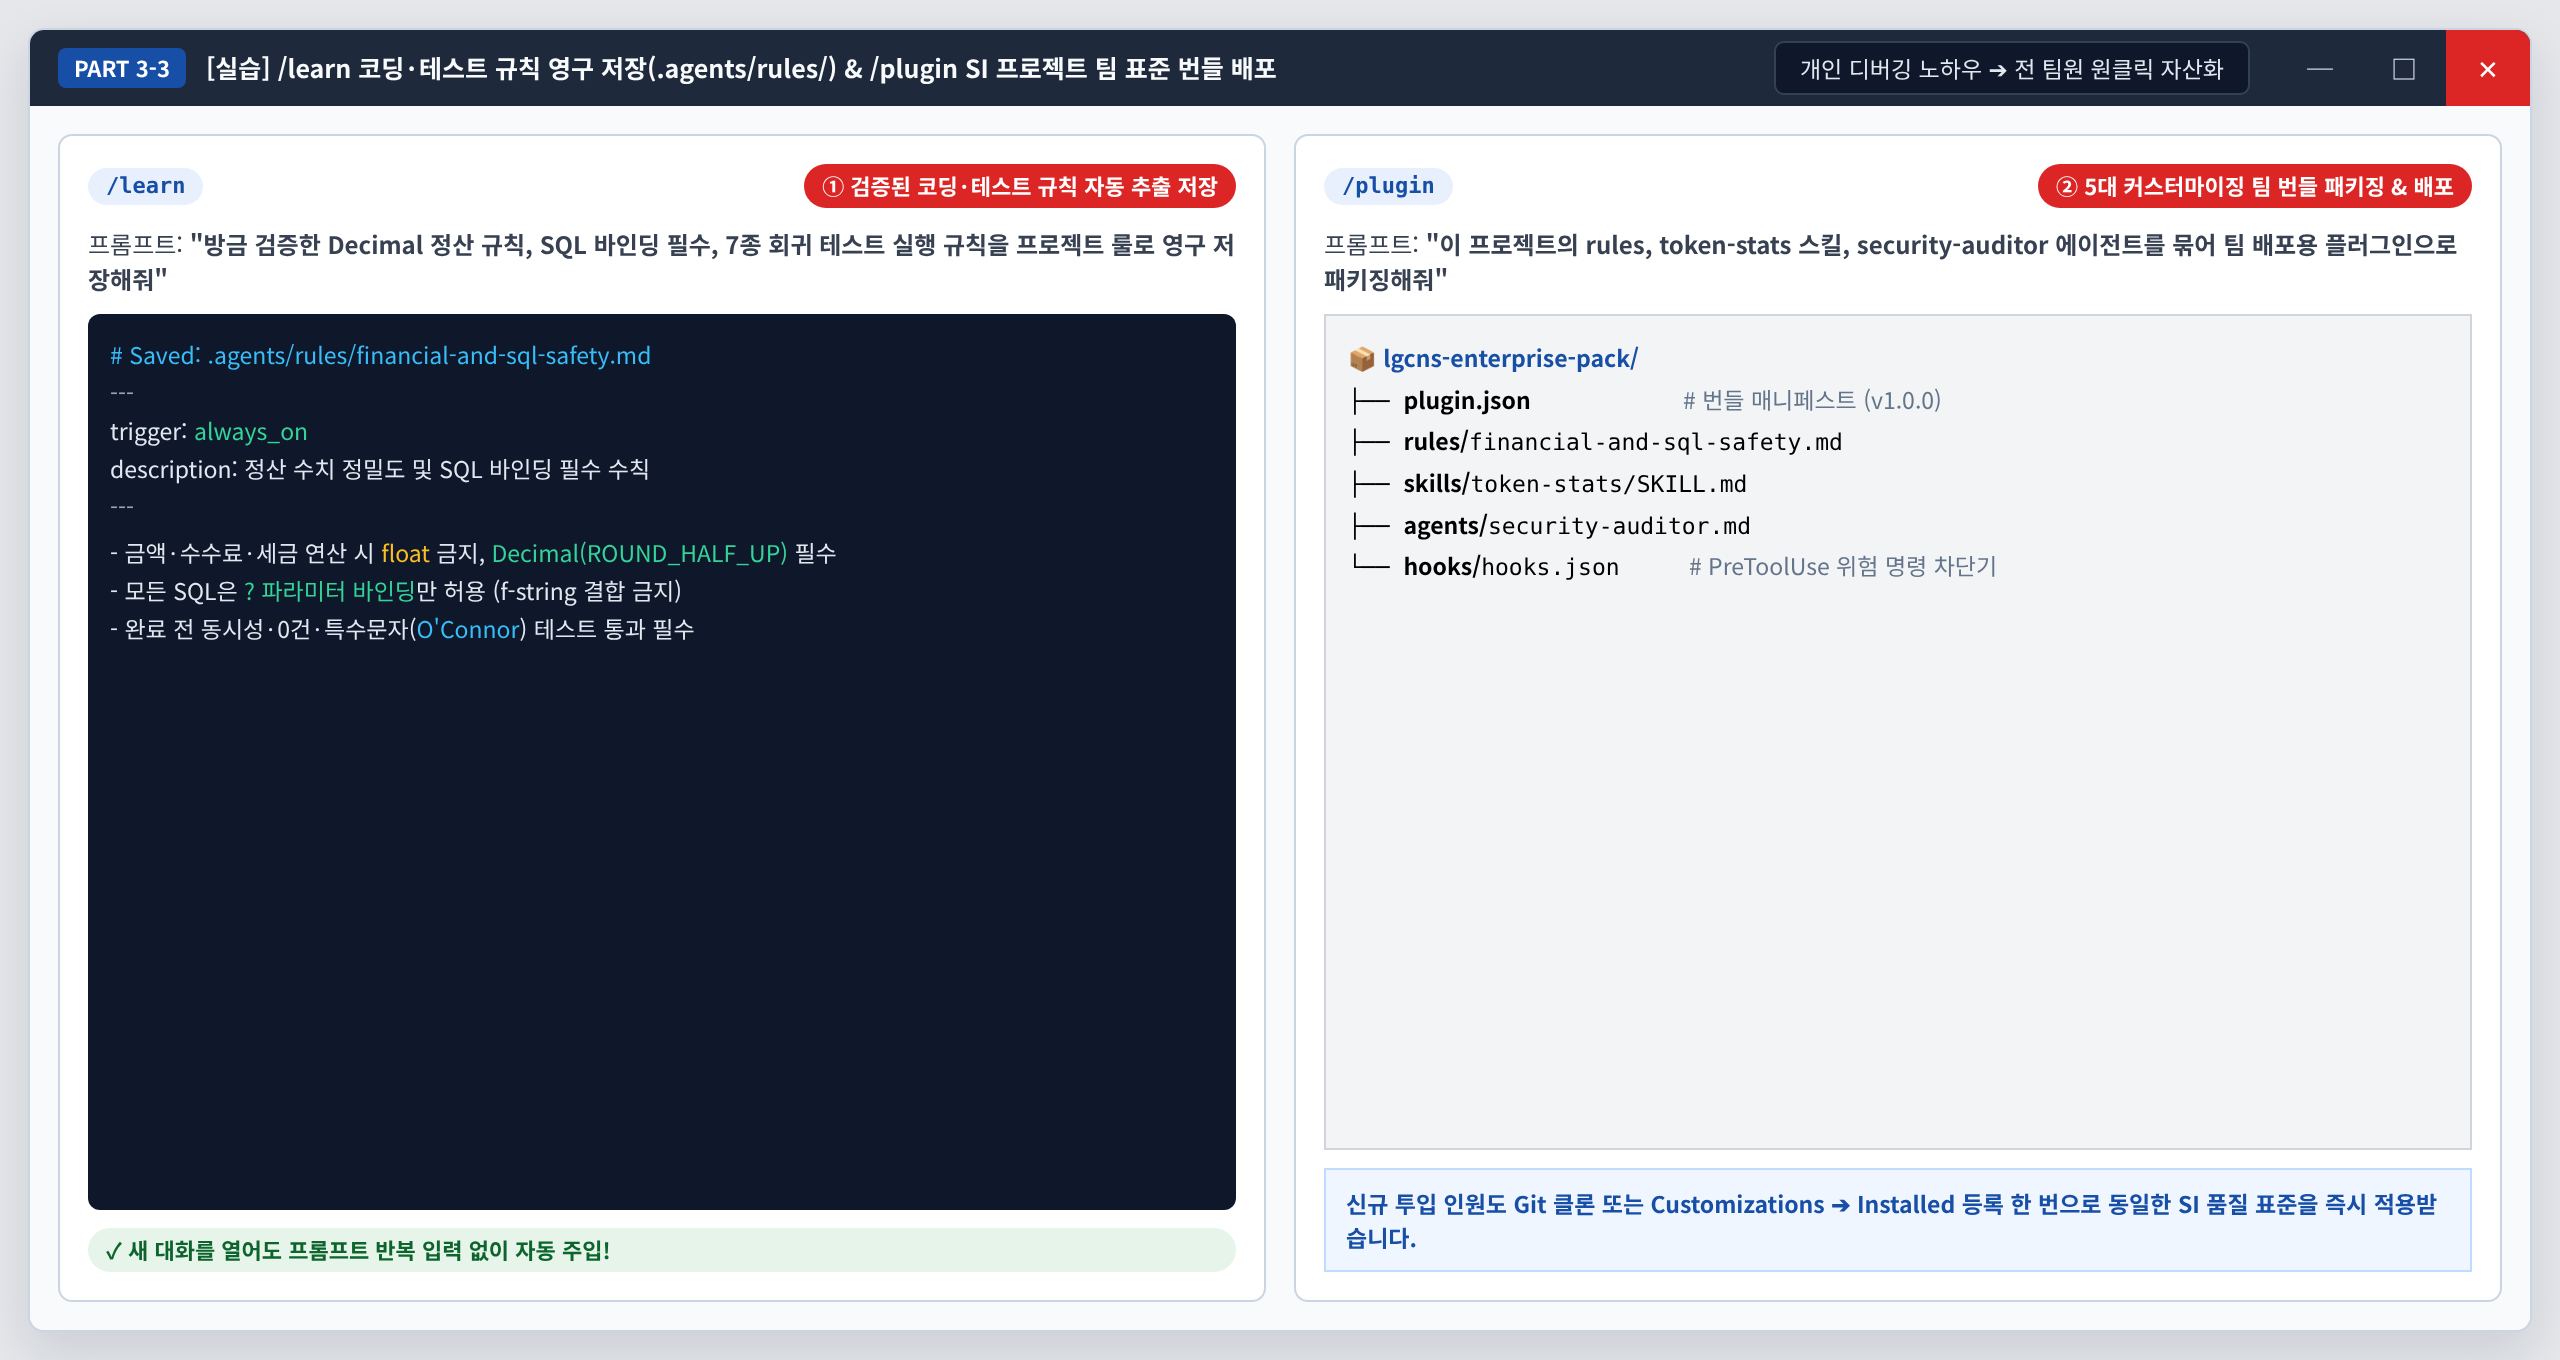 PART 3-3 [실습] /learn 코딩·테스트 규칙 영구 저장(.agents/rules/) & /plugin SI 프로젝트 팀 표준 번들 배포
개인 디버깅 노하우 ➔ 전 팀원 원클릭 자산화
/learn
① 검증된 코딩·테스트 규칙 자동 추출 저장
프롬프트: "방금 검증한 Decimal 정산 규칙, SQL 바인딩 필수, 7종 회귀 테스트 실행 규칙을 프로젝트 룰로 영구 저
장해줘"
# Saved: .agents/rules/financial-and-sql-safety.md
---
trigger: always_on
description: 정산 수치 정밀도 및 SQL 바인딩 필수 수칙
---
- 금액·수수료·세금 연산 시 float 금지, Decimal(ROUND_HALF_UP) 필수
- 모든 SQL은 ? 파라미터 바인딩만 허용 (f-string 결합 금지)
- 완료 전 동시성·0건·특수문자(O'Connor) 테스트 통과 필수
✓ 새 대화를 열어도 프롬프트 반복 입력 없이 자동 주입!
/plugin
② 5대 커스터마이징 팀 번들 패키징 & 배포
프롬프트: "이 프로젝트의 rules, token-stats 스킬, security-auditor 에이전트를 묶어 팀 배포용 플러그인으로
패키징해줘"
📦 lgcns-enterprise-pack/
├── plugin.json # 번들 매니페스트 (v1.0.0)
├── rules/financial-and-sql-safety.md
├── skills/token-stats/SKILL.md
├── agents/security-auditor.md
└── hooks/hooks.json # PreToolUse 위험 명령 차단기
신규 투입 인원도 Git 클론 또는 Customizations ➔ Installed 등록 한 번으로 동일한 SI 품질 표준을 즉시 적용받
습니다.